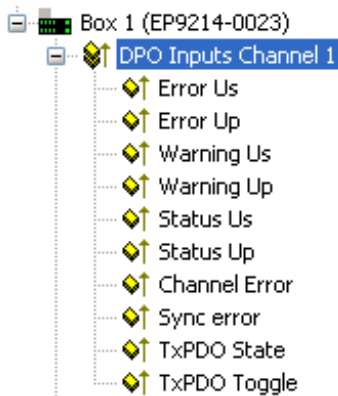 Box 1 (EP9214-0023)
DPO Inputs Channel 1
Error Us
Error Up
Warning Us
Warning Up
Status Us
Status Up
Channel Error
Sync error
TxPDO State
TxPDO Toggle